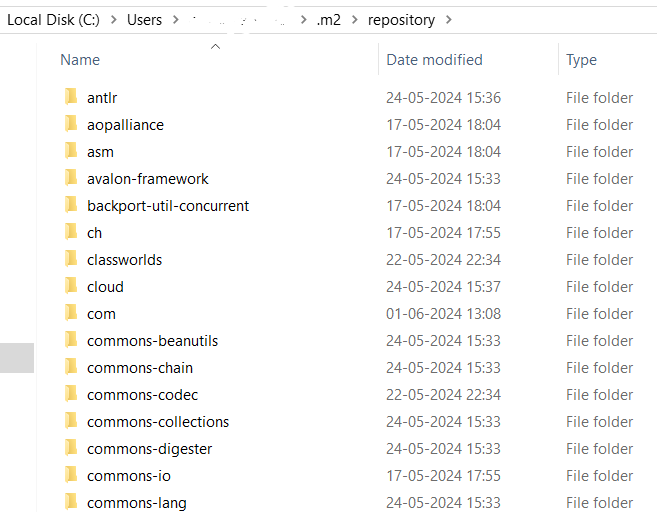 Local Disk (C:) > Users > > .m2 > repository >
Name Date modified Type
antlr 24-05-2024 15:36 File folder
aopalliance 17-05-2024 18:04 File folder
asm 17-05-2024 18:04 File folder
avalon-framework 24-05-2024 15:33 File folder
backport-util-concurrent 17-05-2024 18:04 File folder
ch 17-05-2024 17:55 File folder
classworlds 22-05-2024 22:34 File folder
cloud 24-05-2024 15:37 File folder
com 01-06-2024 13:08 File folder
commons-beanutils 24-05-2024 15:33 File folder
commons-chain 24-05-2024 15:33 File folder
commons-codec 22-05-2024 22:34 File folder
commons-collections 24-05-2024 15:33 File folder
commons-digester 24-05-2024 15:33 File folder
commons-io 17-05-2024 17:55 File folder
commons-lang 24-05-2024 15:33 File folder